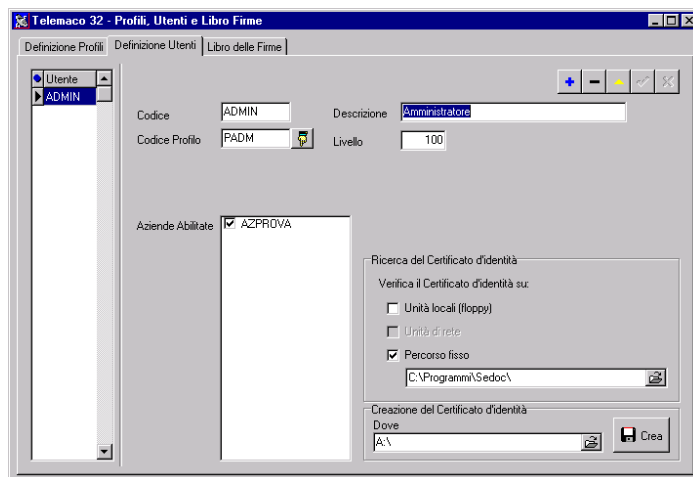 Telemaco 32 - Profili, Utenti e Libro Firme
Definizione Profili Definizione Utenti Libro delle Firme
Utente
ADMIN
Codice ADMIN Descrizione Amministratore
Codice Profilo PADM Livello 100
Aziende Abilitate AZPROVA
Ricerca del Certificato d'identità
Verifica il Certificato d'identità su:
Unità locali (floppy)
Unità di rete
Percorso fisso
C:\Programmi\Sedoc\
Creazione del Certificato d'identità
Dove
A:\
Crea